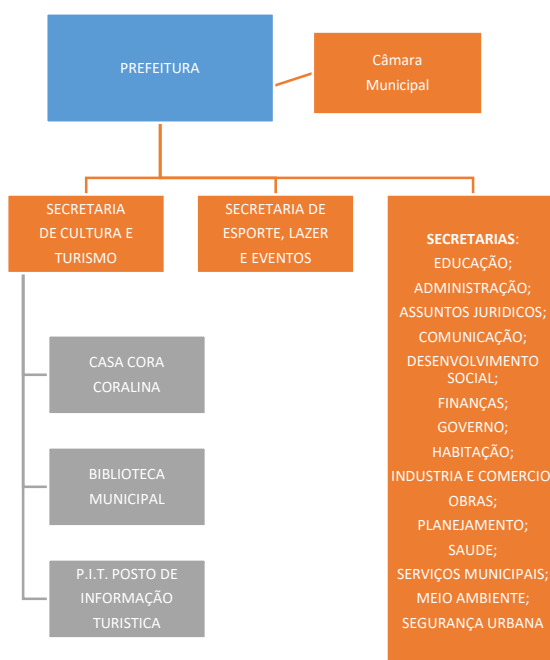 PREFEITURA
Câmara
Municipal
SECRETARIA
DE CULTURA E
TURISMO
SECRETARIA DE
ESPORTE, LAZER
E EVENTOS
SECRETARIAS:
EDUCAÇÃO;
ADMINISTRAÇÃO;
ASSUNTOS JURIDICOS;
COMUNICAÇÃO;
DESENVOLVIMENTO
SOCIAL;
FINANÇAS;
GOVERNO;
HABITAÇÃO;
INDUSTRIA E COMERCIO
OBRAS;
PLANEJAMENTO;
SAUDE;
SERVIÇOS MUNICIPAIS;
MEIO AMBIENTE;
SEGURANÇA URBANA
CASA CORA
CORALINA
BIBLIOTECA
MUNICIPAL
P.I.T. POSTO DE
INFORMAÇÃO
TURISTICA